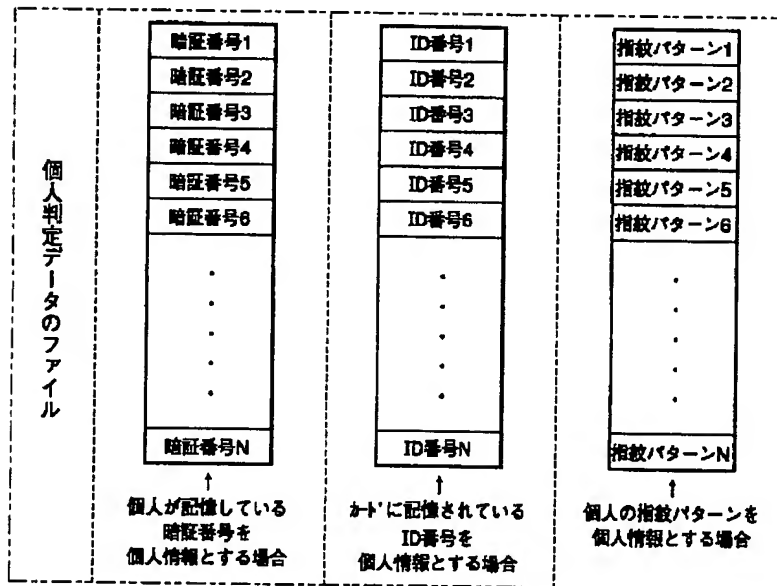 個人判定データのファイル
暗証番号1
暗証番号2
暗証番号3
暗証番号4
暗証番号5
暗証番号6
暗証番号N
↑
個人が記憶している
暗証番号を
個人情報とする場合
ID番号1
ID番号2
ID番号3
ID番号4
ID番号5
ID番号6
ID番号N
↑
ｶｰﾄﾞに記憶されている
ID番号を
個人情報とする場合
指紋パターン1
指紋パターン2
指紋パターン3
指紋パターン4
指紋パターン5
指紋パターン6
指紋パターンN
↑
個人の指紋パターンを
個人情報とする場合